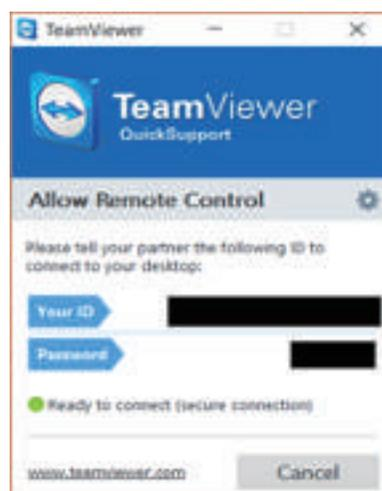 TeamViewer
TeamViewer
QuickSupport
Allow Remote Control
Please tell your partner the following ID to
connect to your desktop:
Your ID
Password
Ready to connect (secure connection)
www.teamviewer.com
Cancel